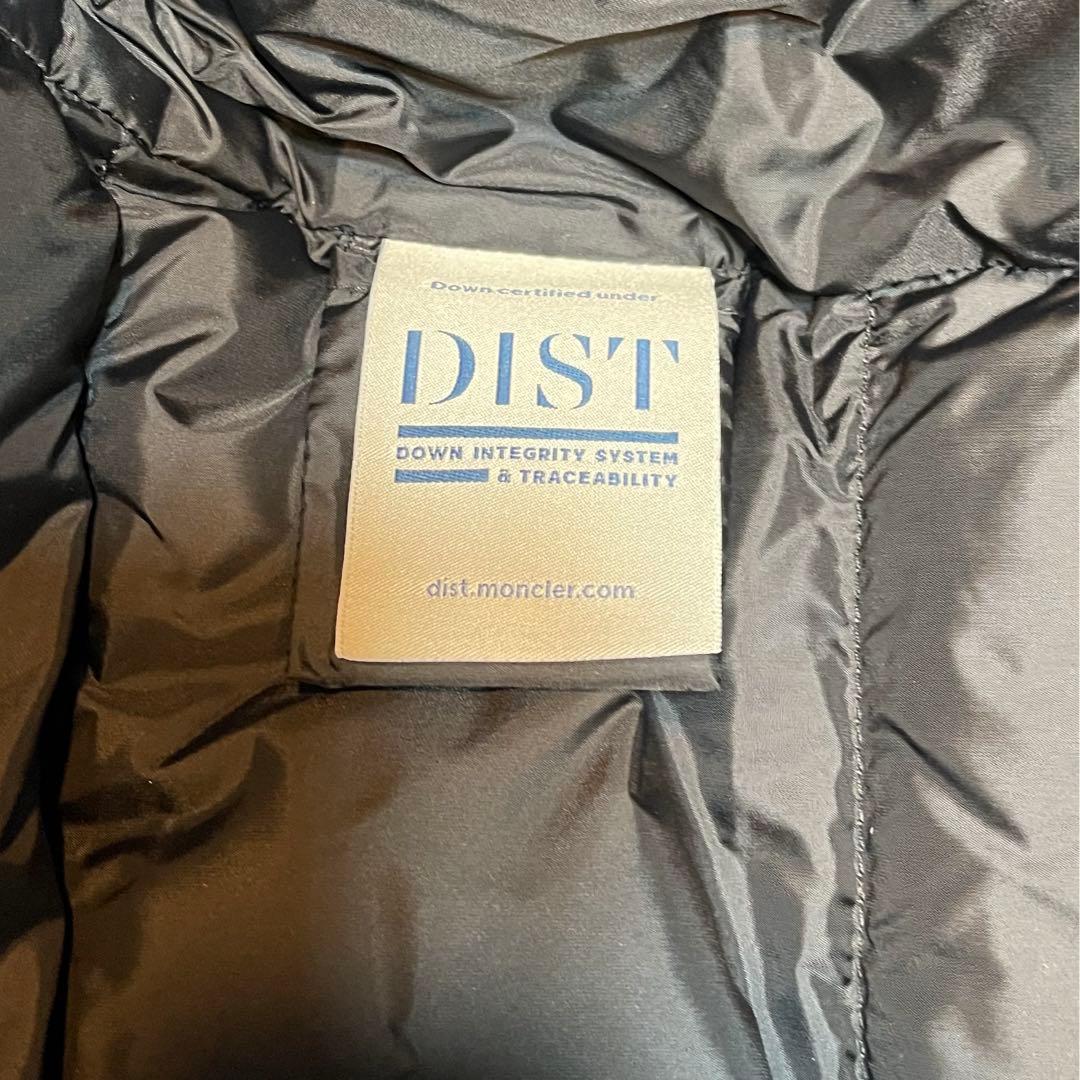 Down certified under
DIST
DOWN INTEGRITY SYSTEM
& TRACEABILITY
dist.moncler.com